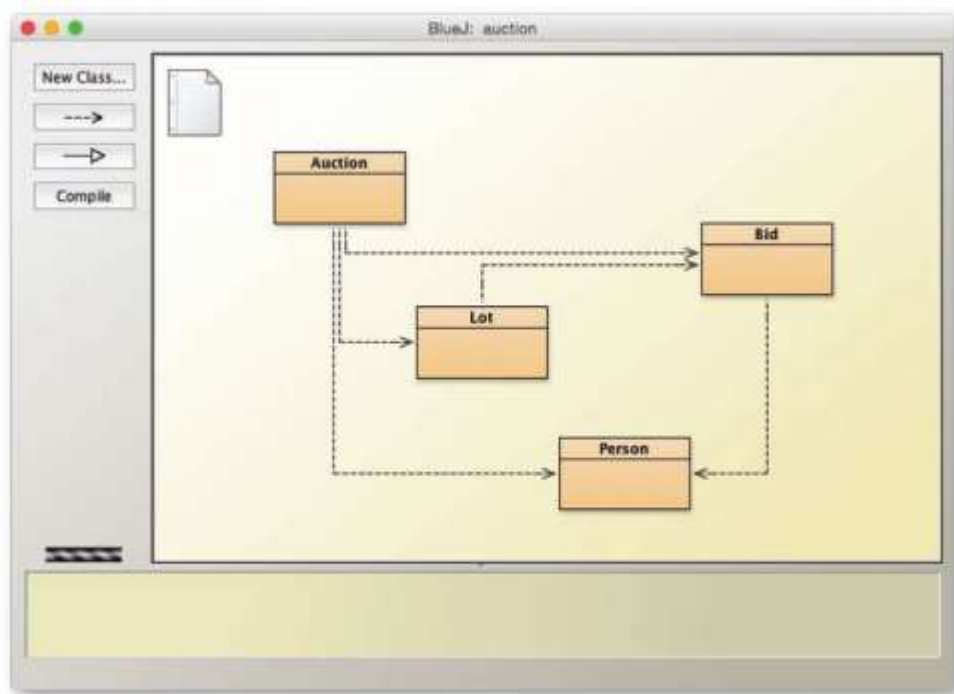 BlueJ: auction
New Class...
Compile
Auction
Bid
Lot
Person